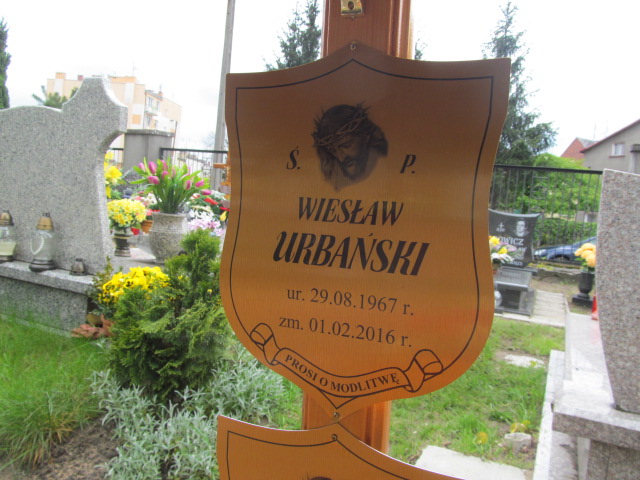 Ś. P.
WIESŁAW
URBAŃSKI
ur. 29.08.1967 r.
zm. 01.02.2016 r.
PROSI O MODLITWĘ